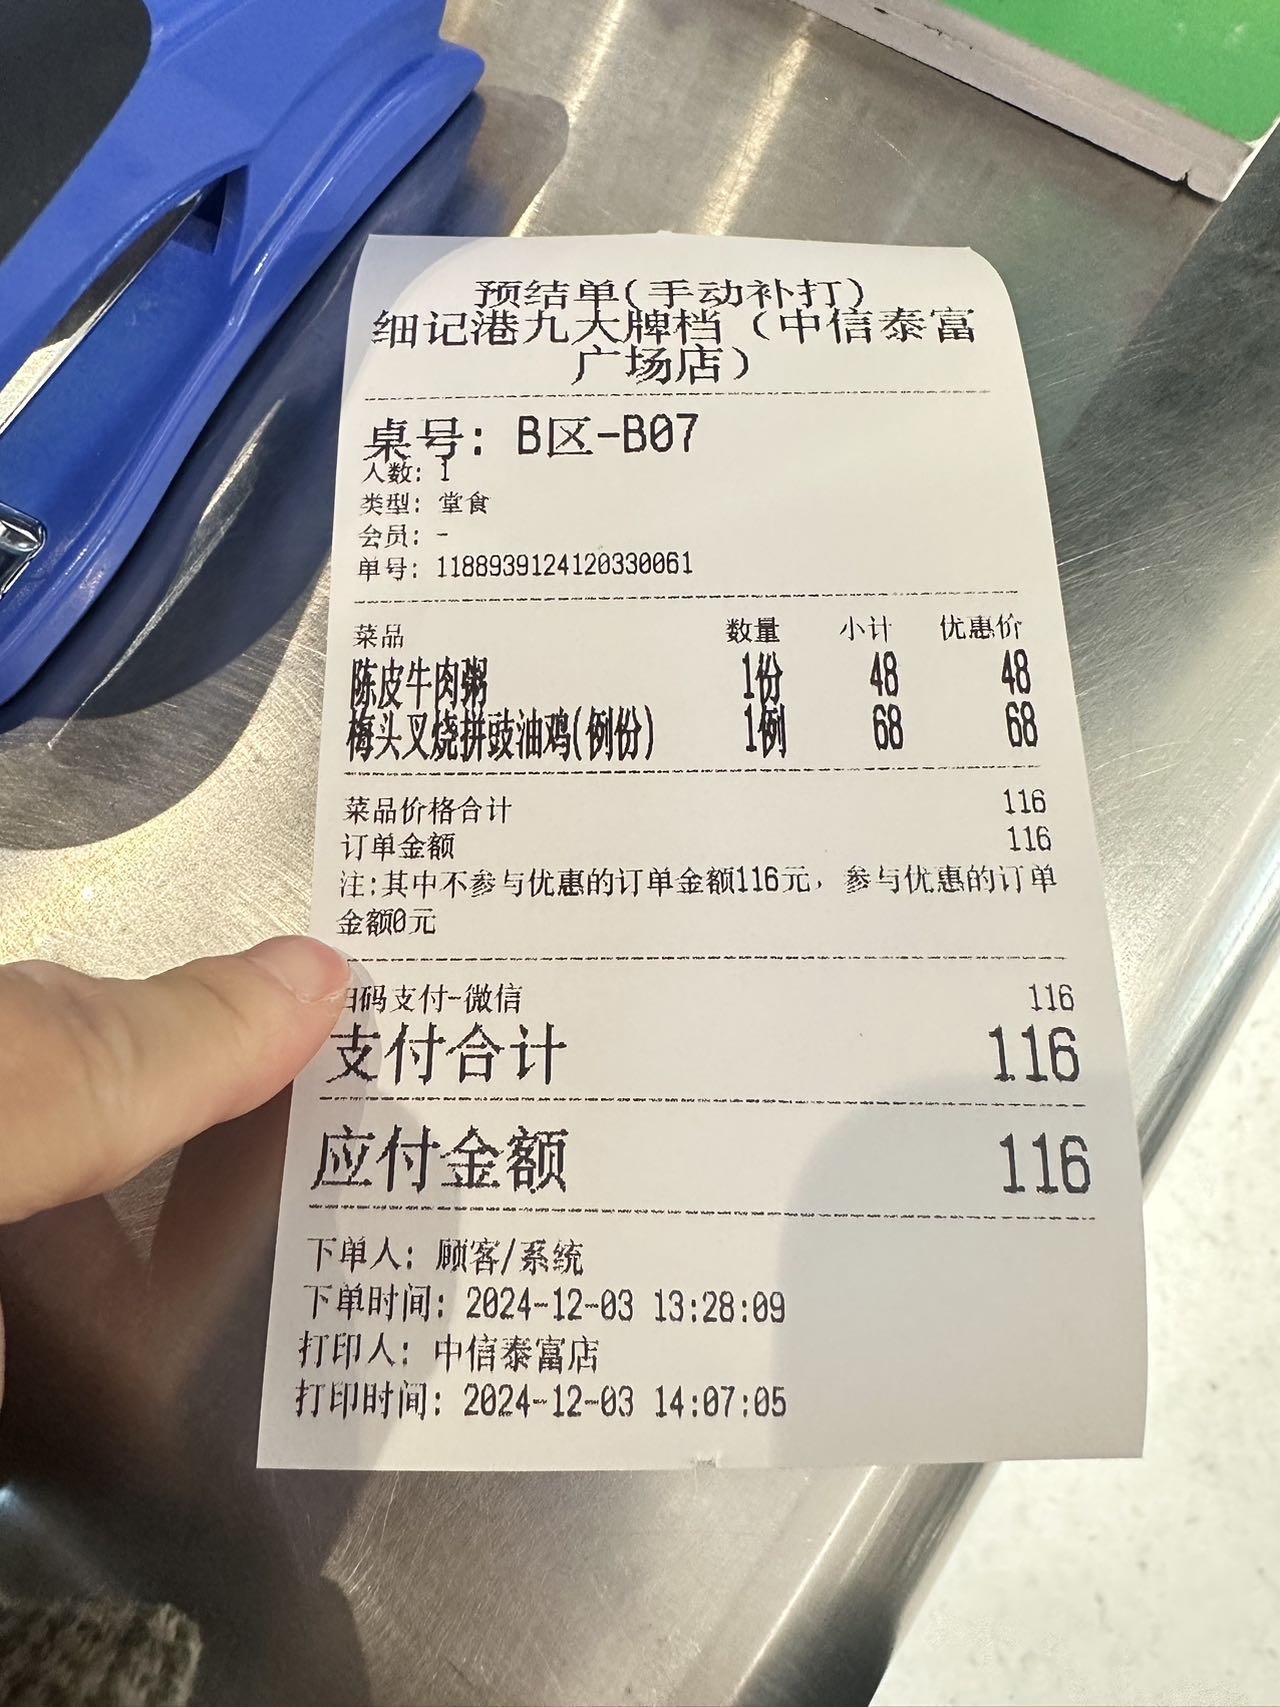 预结单(手动补打)
细记港九大牌档（中信泰富
广场店）
桌号: B区-B07
人数: 1
类型: 堂食
会员: -
单号: 1188939124120330061
菜品 数量 小计 优惠价
陈皮牛肉粥 1份 48 48
梅头叉烧拼豉油鸡(例份) 1例 68 68
菜品价格合计 116
订单金额 116
注:其中不参与优惠的订单金额116元，参与优惠的订单
金额0元
码支付-微信 116
支付合计 116
应付金额 116
下单人: 顾客/系统
下单时间: 2024-12-03 13:28:09
打印人: 中信泰富店
打印时间: 2024-12-03 14:07:05